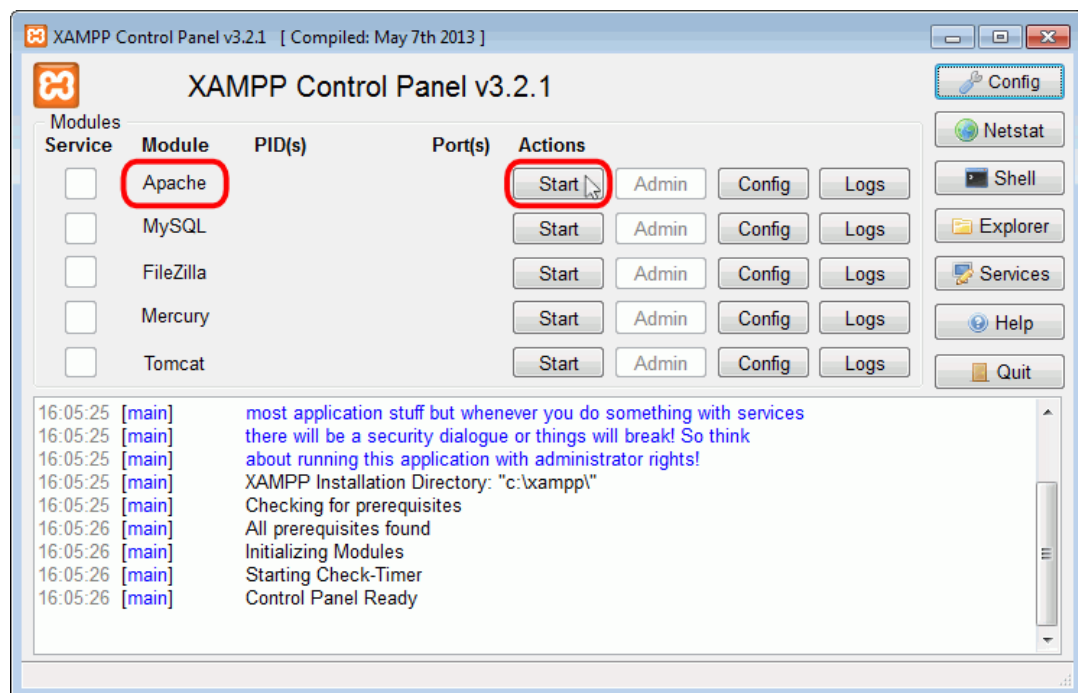 XAMPP Control Panel v3.2.1 [ Compiled: May 7th 2013 ]
XAMPP Control Panel v3.2.1
Config
Modules
Netstat
Service Module PID(s) Port(s) Actions
Apache Start Admin Config Logs
Shell
MySQL Start Admin Config Logs
Explorer
FileZilla Start Admin Config Logs
Services
Mercury Start Admin Config Logs
Help
Tomcat Start Admin Config Logs
Quit
16:05:25 [main] most application stuff but whenever you do something with services
16:05:25 [main] there will be a security dialogue or things will break! So think
16:05:25 [main] about running this application with administrator rights!
16:05:25 [main] XAMPP Installation Directory: "c:\xampp\"
16:05:25 [main] Checking for prerequisites
16:05:26 [main] All prerequisites found
16:05:26 [main] Initializing Modules
16:05:26 [main] Starting Check-Timer
16:05:26 [main] Control Panel Ready